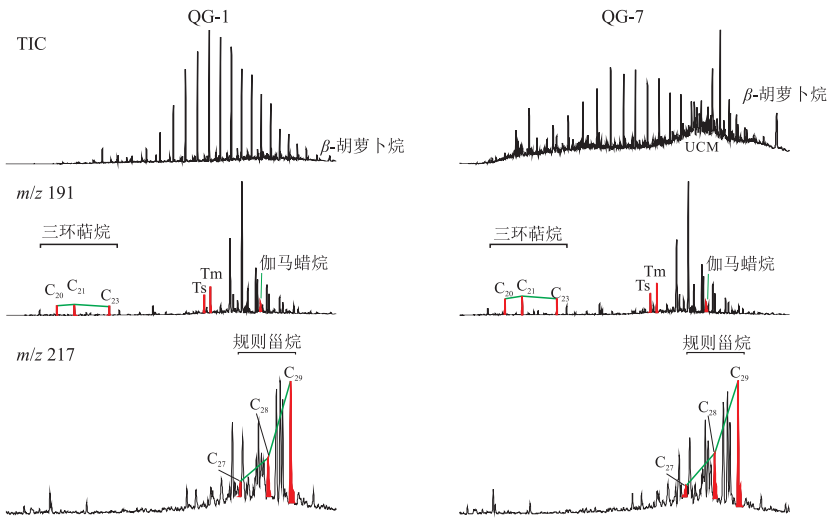 QG-1
QG-7
TIC
β-胡萝卜烷
β-胡萝卜烷
UCM
m/z 191
三环萜烷
C₂₀
C₂₁
C₂₃
Ts
Tm
伽马蜡烷
三环萜烷
C₂₀
C₂₁
C₂₃
Ts
Tm
伽马蜡烷
m/z 217
规则甾烷
C₂₇
C₂₈
C₂₉
规则甾烷
C₂₇
C₂₈
C₂₉